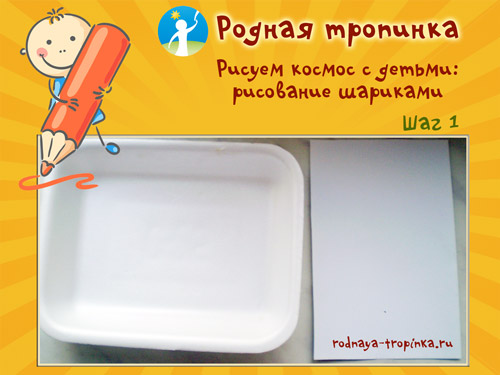 Родная тропинка
Рисуем космос с детьми:
рисование шариками
Шаг 1
rodnaya-tropinka.ru